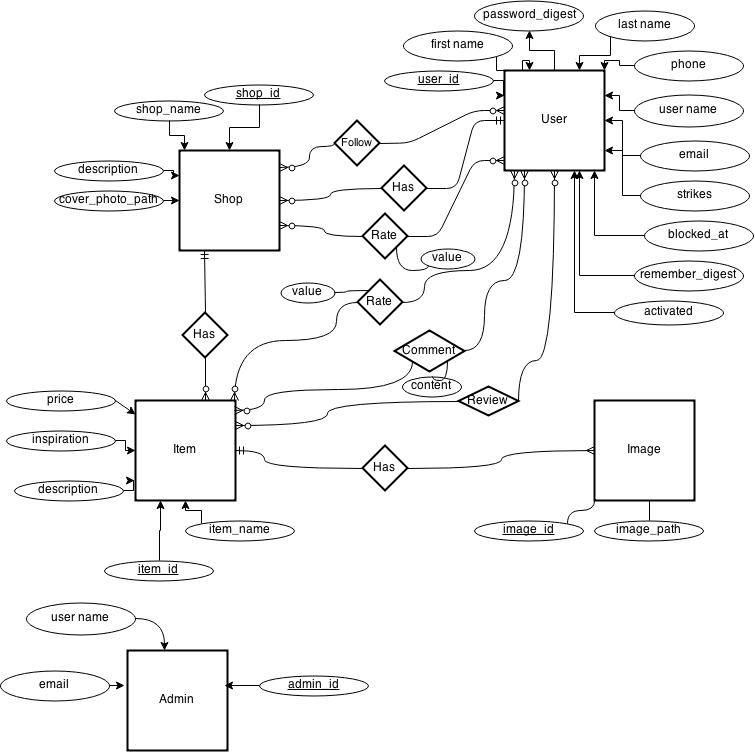 password_digest
last name
first name
phone
user_id
shop_id
shop_name
user name
User
Follow
email
description
Has
cover_photo_path
Shop
strikes
Rate
blocked_at
value
remember_digest
value
Rate
activated
Has
Comment
content
price
Review
inspiration
Item
Image
Has
description
item_name
image_id
image_path
item_id
user name
email
admin_id
Admin